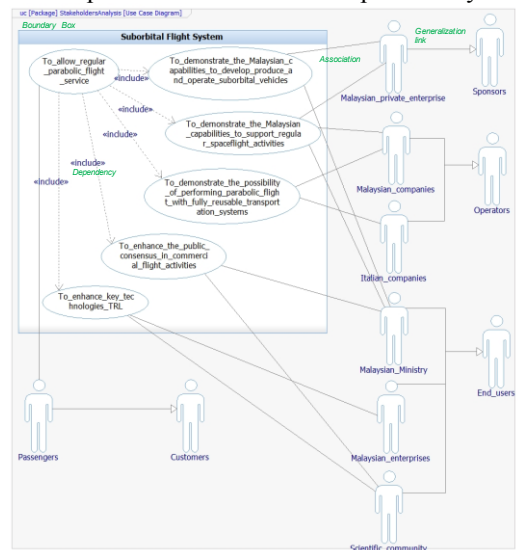 uc [Package] StakeholdersAnalysis [Use Case Diagram]
Boundary Box
Suborbital Flight System
To_allow_regular
_parabolic_flight
_service
«include»
To_demonstrate_the_Malaysian_c
apabilities_to_develop_produce_a
nd_operate_suborbital_vehicles
Association
Malaysian_private_enterprise
Generalization
link
Sponsors
«include»
To_demonstrate_the_Malaysian
_capabilities_to_support_regula
r_spaceflight_activities
Malaysian_companies
«include»
«include»
«include»
Dependency
To_demonstrate_the_possibility
of_performing_parabolic_fligh
t_with_fully_reusable_transport
ation_systems
Operators
Italian_companies
To_enhance_the_public_
consensus_in_commerci
al_flight_activities
To_enhance_key_tec
hnologies_TRL
Malaysian_Ministry
End_users
Passengers
Customers
Malaysian_enterprises
Scientific_community